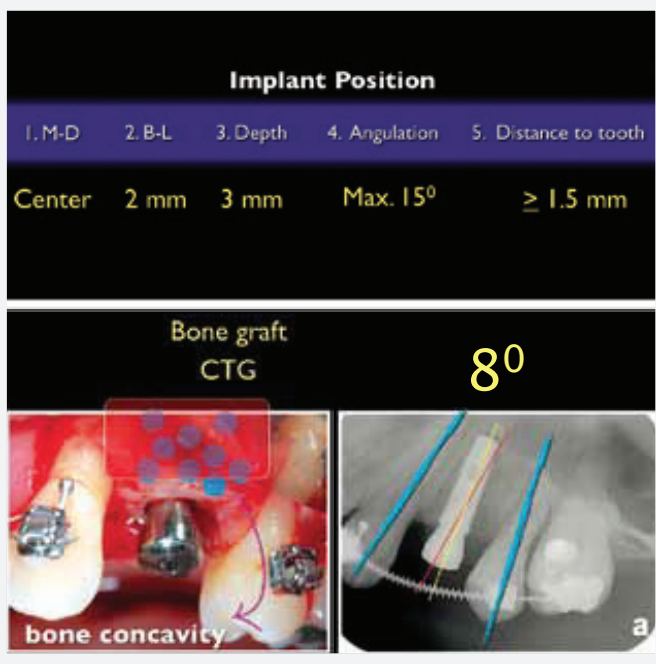 Implant Position
1. M-D 2. B-L 3. Depth 4. Angulation 5. Distance to tooth
Center 2 mm 3 mm Max. 15⁰ ≥ 1.5 mm
Bone graft
CTG
8⁰
bone concavity
a